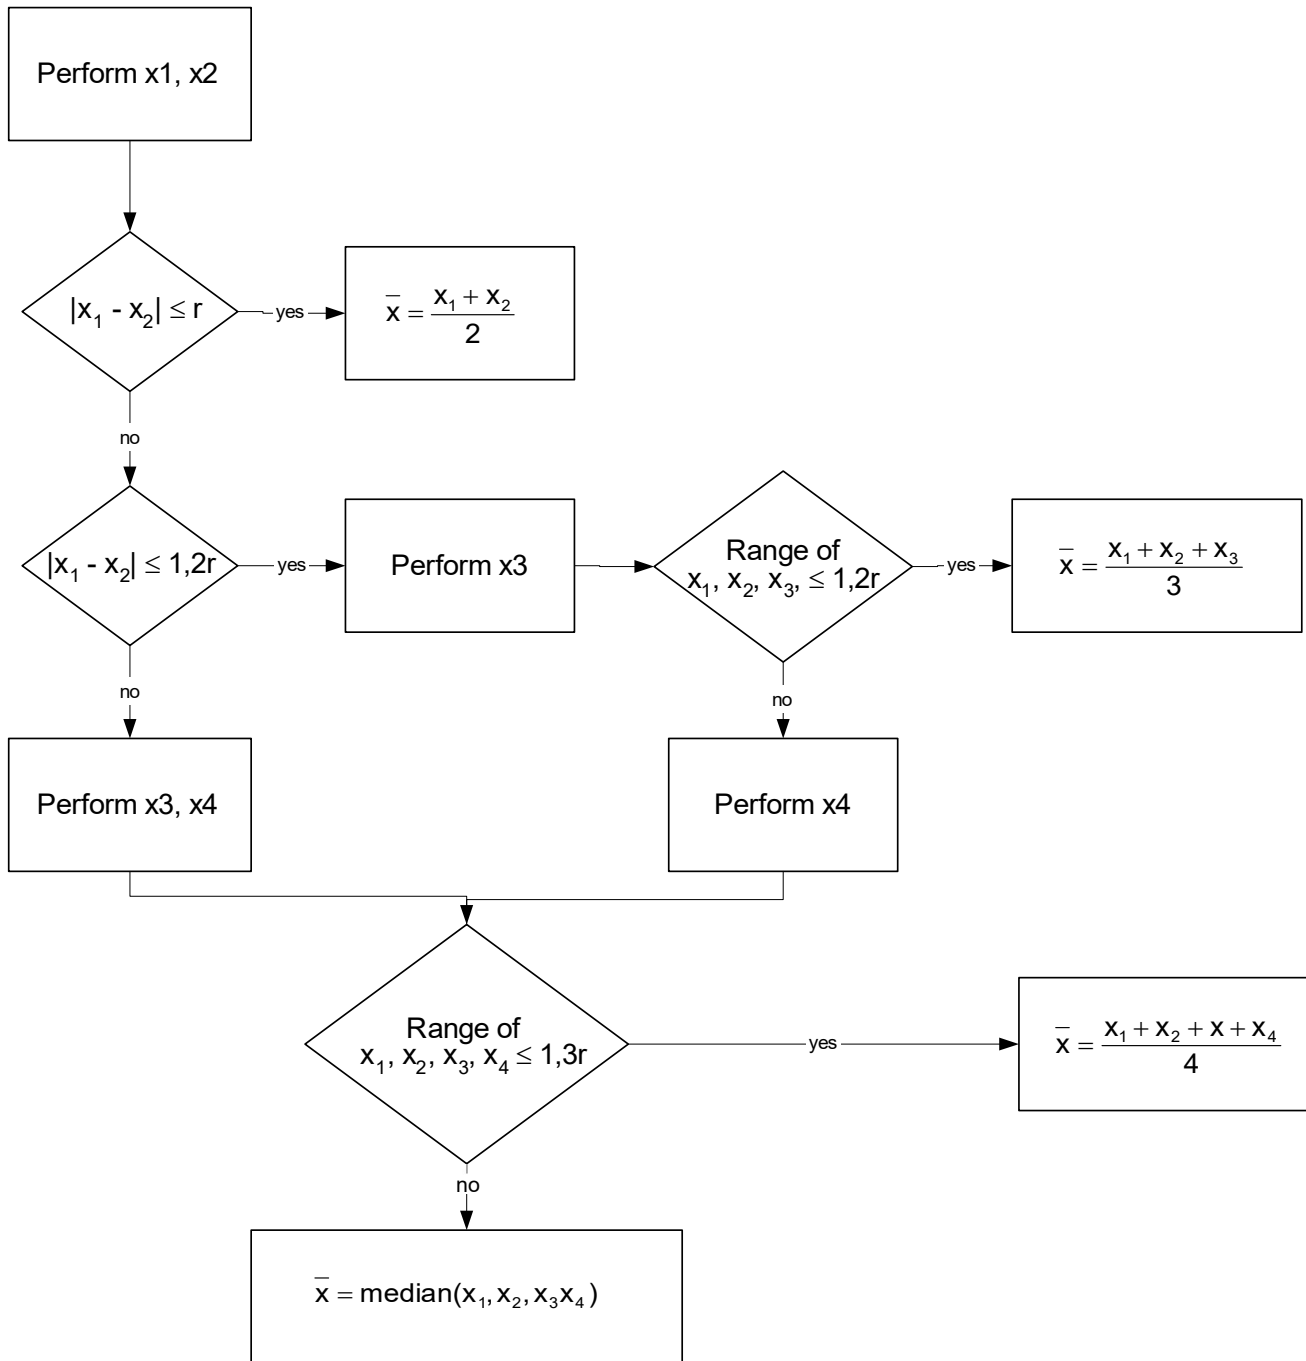 Perform x1, x2
|x₁ - x₂| ≤ r
yes
x̅ = (x₁ + x₂)/2
no
|x₁ - x₂| ≤ 1,2r
yes
Perform x3
Range of
x₁, x₂, x₃, ≤ 1,2r
yes
x̅ = (x₁ + x₂ + x₃)/3
no
no
Perform x3, x4
Perform x4
Range of
x₁, x₂, x₃, x₄ ≤ 1,3r
yes
x̅ = (x₁ + x₂ + x + x₄)/4
no
x̅ = median(x₁, x₂, x₃x₄)